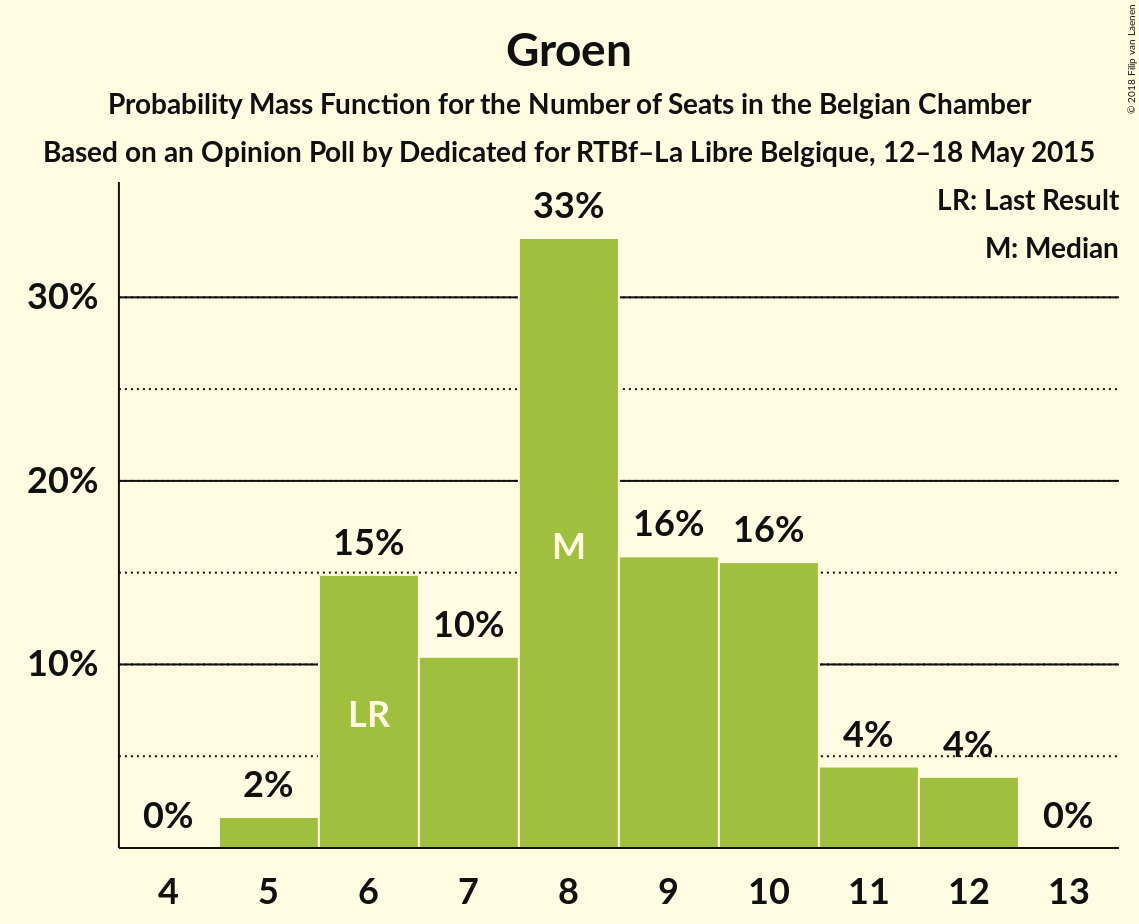 Groen
Probability Mass Function for the Number of Seats in the Belgian Chamber
Based on an Opinion Poll by Dedicated for RTBf–La Libre Belgique, 12–18 May 2015
© 2018 Filip van Laenen
LR: Last Result
M: Median
30%
20%
10%
0%
2%
15%
10%
33%
16%
16%
4%
4%
0%
LR
M
4 5 6 7 8 9 10 11 12 13